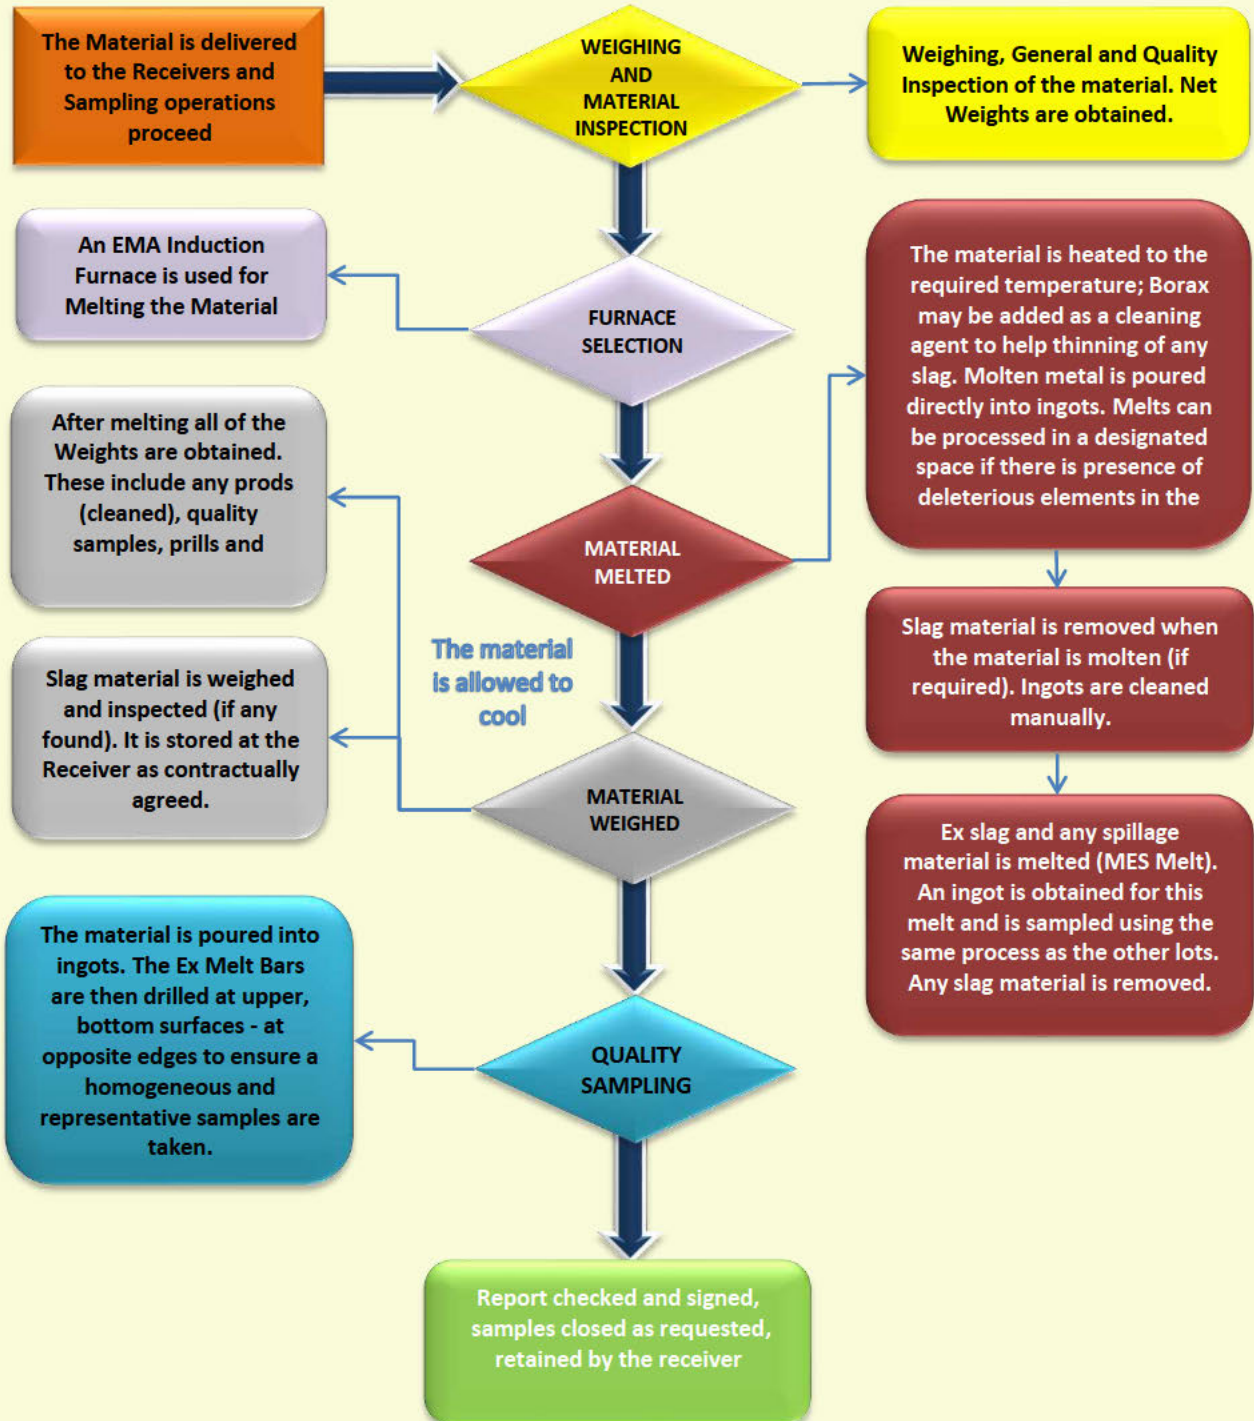 The Material is delivered
to the Receivers and
Sampling operations
proceed
WEIGHING
AND
MATERIAL
INSPECTION
Weighing, General and Quality
Inspection of the material. Net
Weights are obtained.
An EMA Induction
Furnace is used for
Melting the Material
FURNACE
SELECTION
The material is heated to the
required temperature; Borax
may be added as a cleaning
agent to help thinning of any
slag. Molten metal is poured
directly into ingots. Melts can
be processed in a designated
space if there is presence of
deleterious elements in the
After melting all of the
Weights are obtained.
These include any prods
(cleaned), quality
samples, prills and
MATERIAL
MELTED
Slag material is removed when
the material is molten (if
required). Ingots are cleaned
manually.
The material
is allowed to
cool
Slag material is weighed
and inspected (if any
found). It is stored at the
Receiver as contractually
agreed.
MATERIAL
WEIGHED
Ex slag and any spillage
material is melted (MES Melt).
An ingot is obtained for this
melt and is sampled using the
same process as the other lots.
Any slag material is removed.
The material is poured into
ingots. The Ex Melt Bars
are then drilled at upper,
bottom surfaces - at
opposite edges to ensure a
homogeneous and
representative samples are
taken.
QUALITY
SAMPLING
Report checked and signed,
samples closed as requested,
retained by the receiver